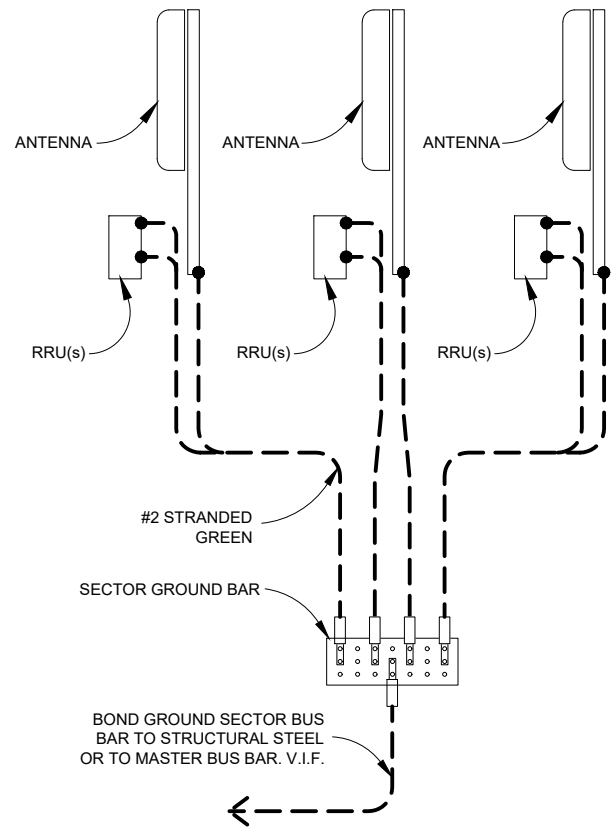 ANTENNA
ANTENNA
ANTENNA
RRU(s)
RRU(s)
RRU(s)
#2 STRANDED
GREEN
SECTOR GROUND BAR
BOND GROUND SECTOR BUS
BAR TO STRUCTURAL STEEL
OR TO MASTER BUS BAR. V.I.F.